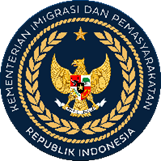 KEMENTERIAN IMIGRASI DAN PEMASYARAKATAN
REPUBLIK INDONESIA